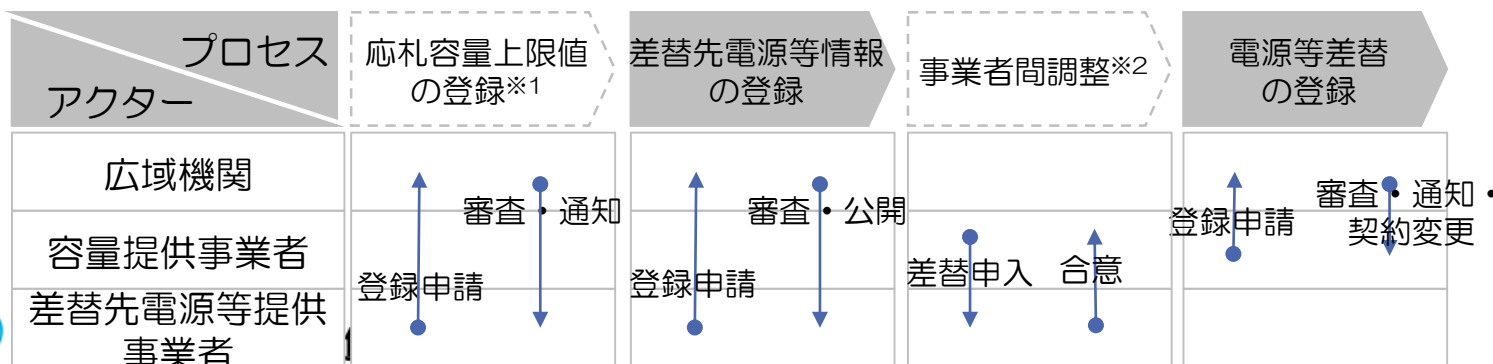 プロセス
アクター
応札容量上限値
の登録※1
差替先電源等情報
の登録
事業者間調整※2
電源等差替
の登録
広域機関
容量提供事業者
差替先電源等提供
事業者
登録申請
審査・通知
登録申請
審査・公開
差替申入
合意
登録申請
審査・通知・
契約変更